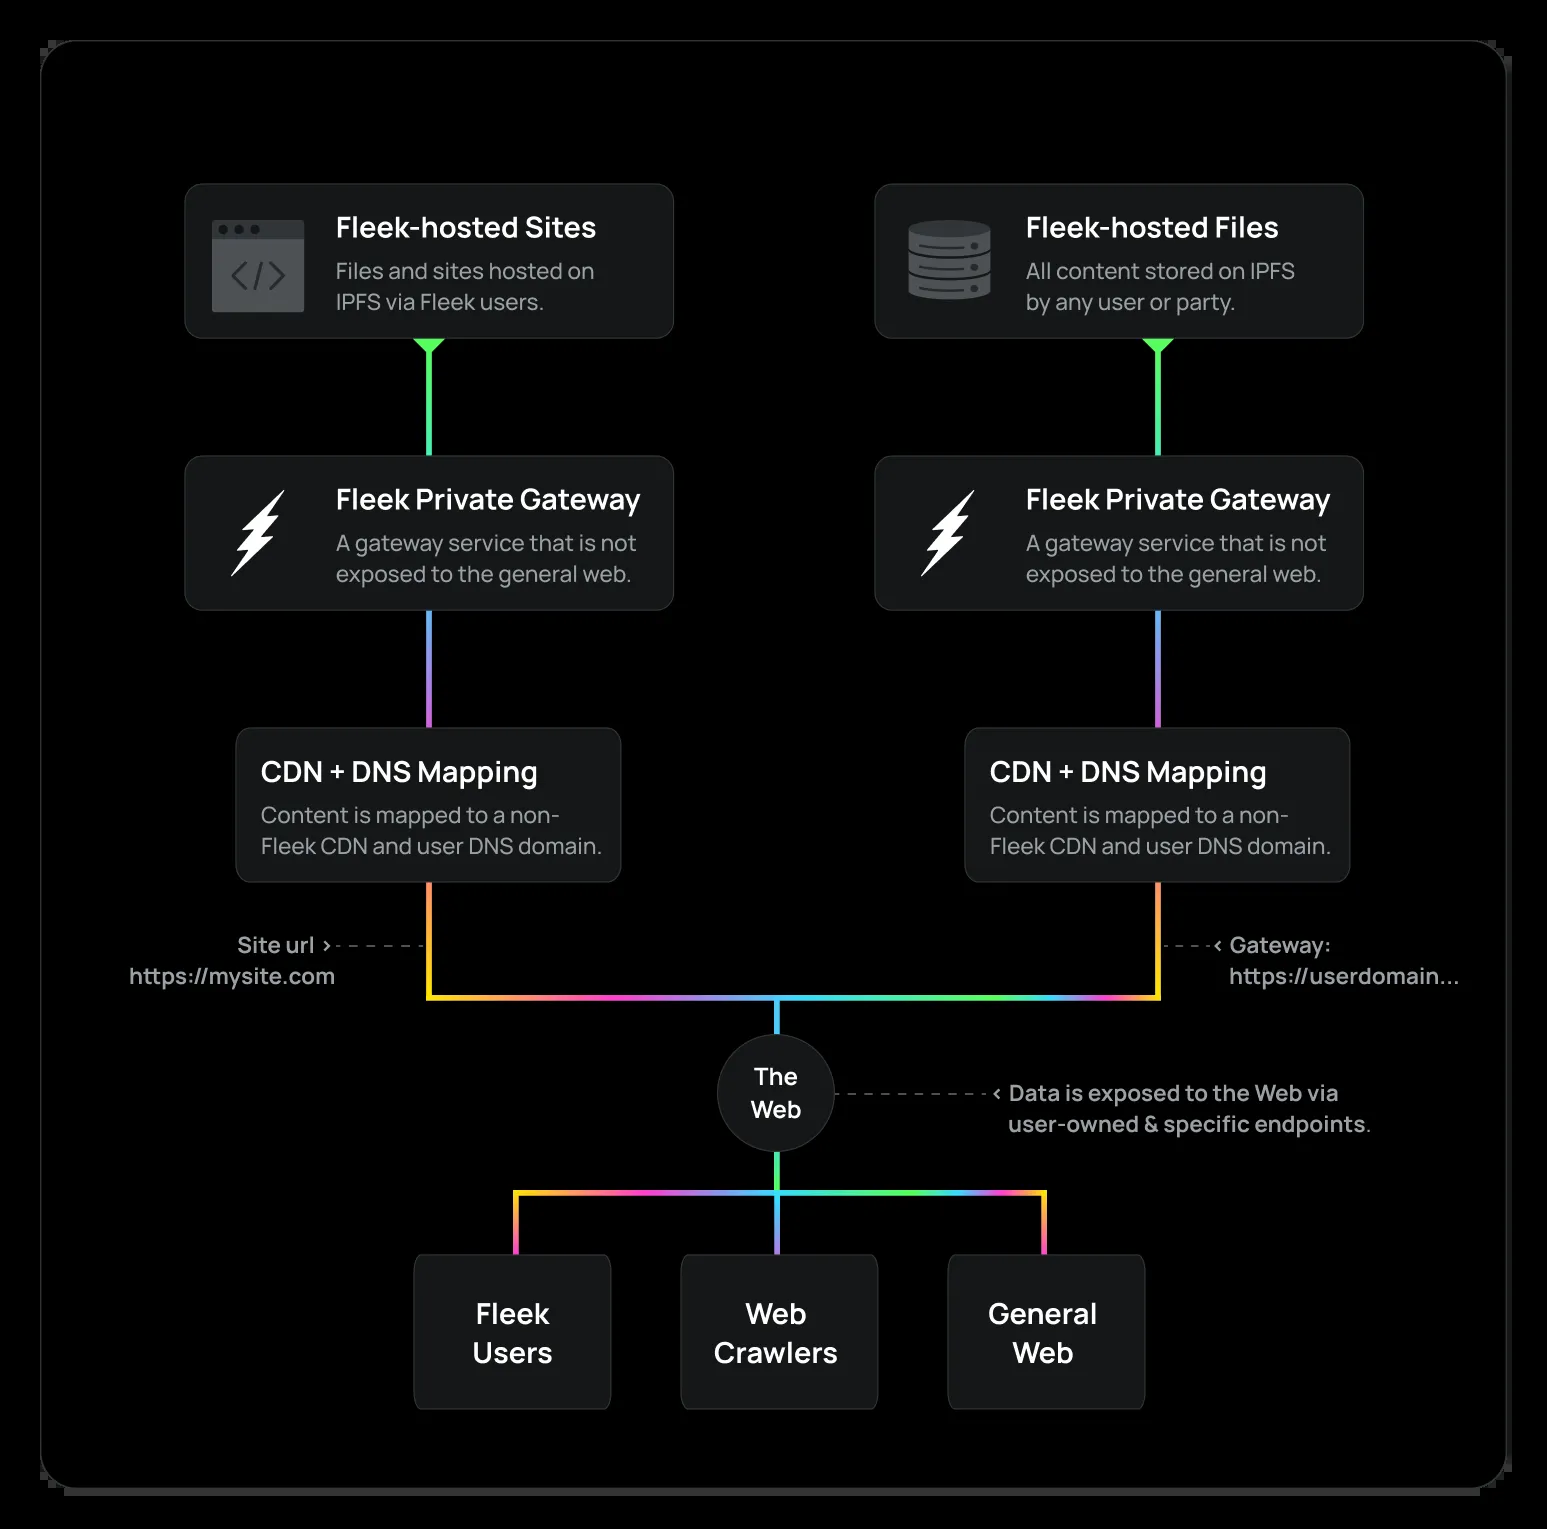 Fleek-hosted Sites
Files and sites hosted on
IPFS via Fleek users.
Fleek-hosted Files
All content stored on IPFS
by any user or party.
Fleek Private Gateway
A gateway service that is not
exposed to the general web.
Fleek Private Gateway
A gateway service that is not
exposed to the general web.
CDN + DNS Mapping
Content is mapped to a non-
Fleek CDN and user DNS domain.
CDN + DNS Mapping
Content is mapped to a non-
Fleek CDN and user DNS domain.
Site url
https://mysite.com
Gateway:
https://userdomain...
The
Web
Data is exposed to the Web via
user-owned & specific endpoints.
Fleek
Users
Web
Crawlers
General
Web